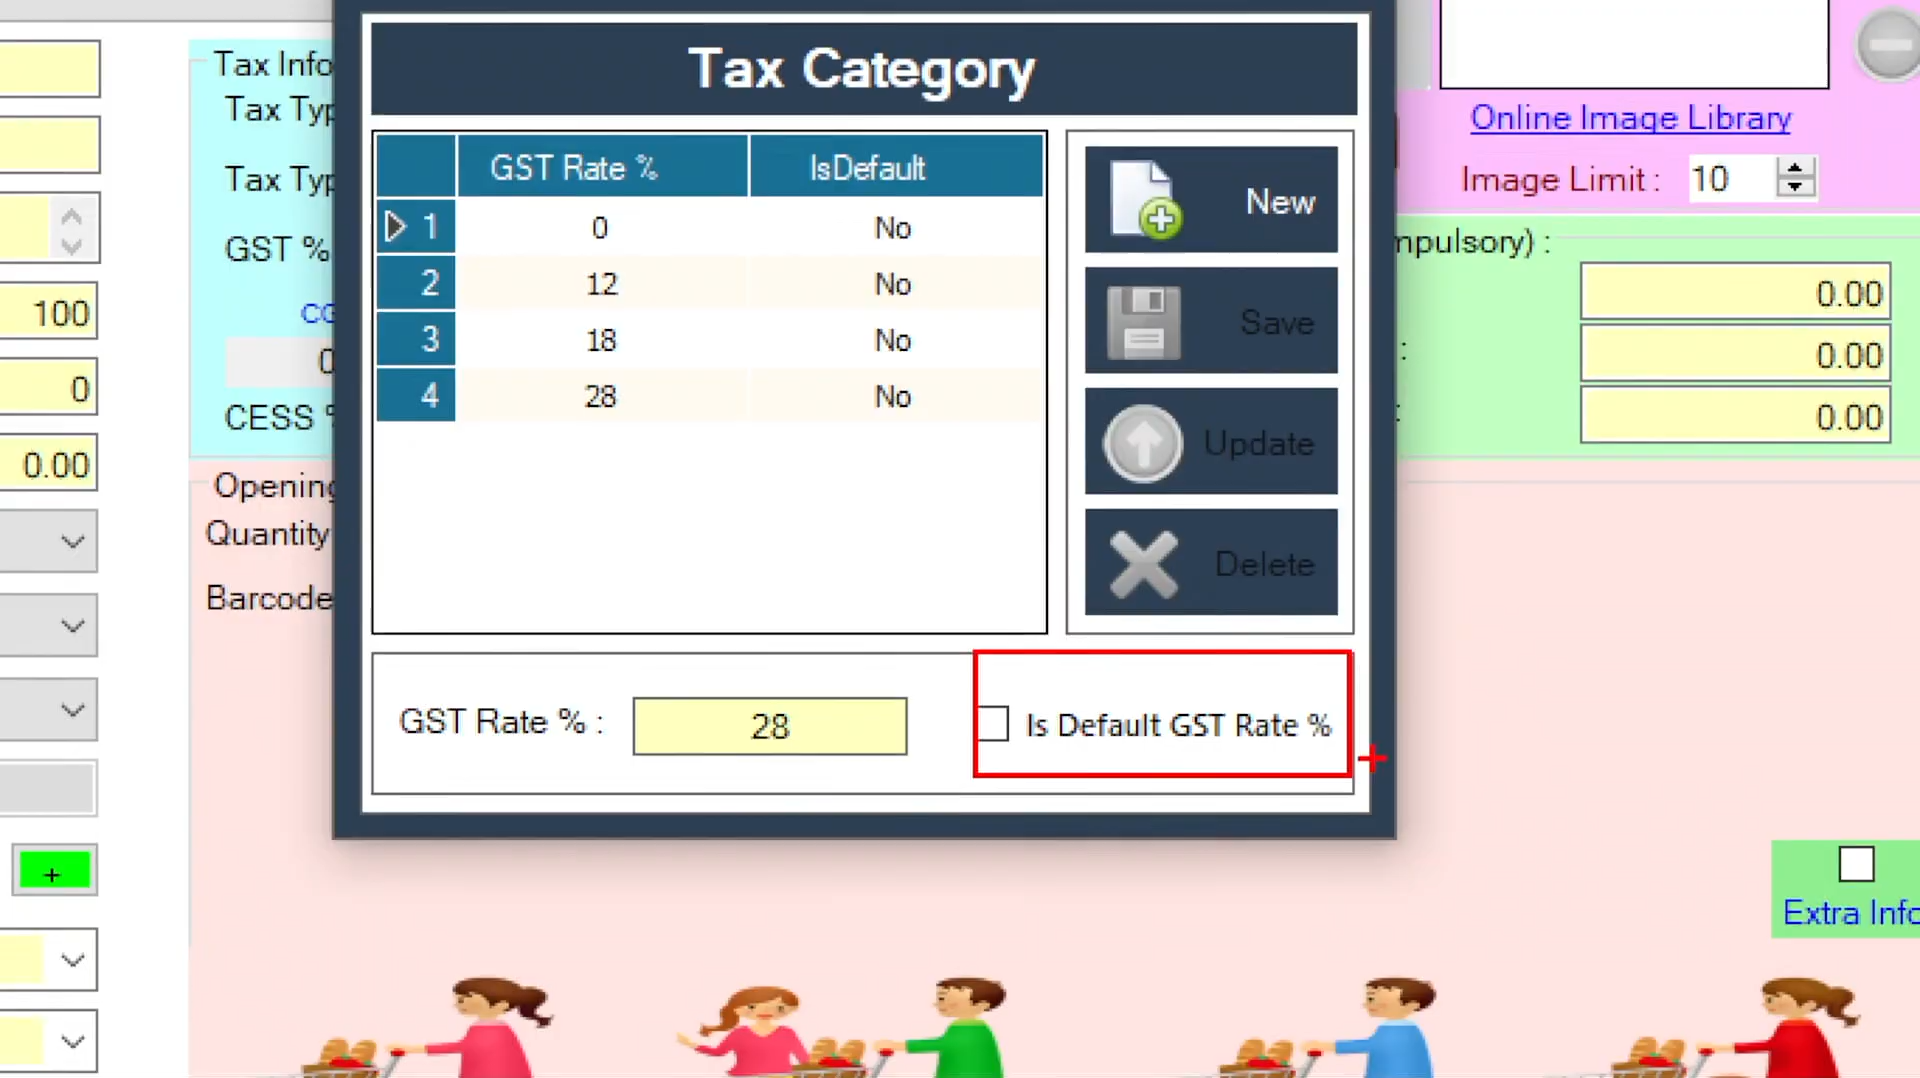 Tax Category
GST Rate % IsDefault
1 0 No
2 12 No
3 18 No
4 28 No
New
Save
Update
Delete
GST Rate % : 28
Is Default GST Rate %
Tax Info
Tax Typ
Tax Typ
GST %
CG
0
CESS %
Opening
Quantity
Barcode
100
0
0.00
+
Online Image Library
Image Limit : 10
mpulsory) :
0.00
: 0.00
: 0.00
Extra Info